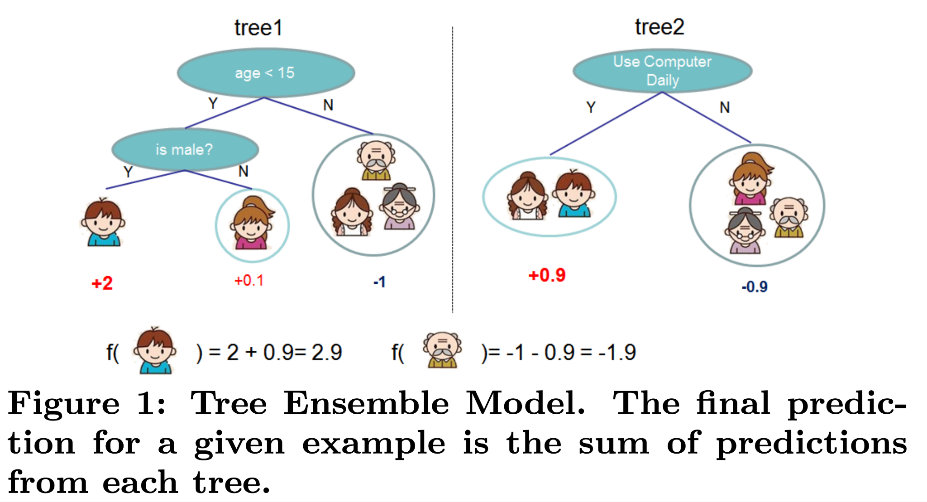 tree1
tree2
age < 15
Use Computer
Daily
Y
N
Y
N
is male?
Y
N
+2
+0.1
-1
+0.9
-0.9
f( ) = 2 + 0.9= 2.9
f( )= -1 - 0.9 = -1.9
Figure 1: Tree Ensemble Model. The final predic-
tion for a given example is the sum of predictions
from each tree.